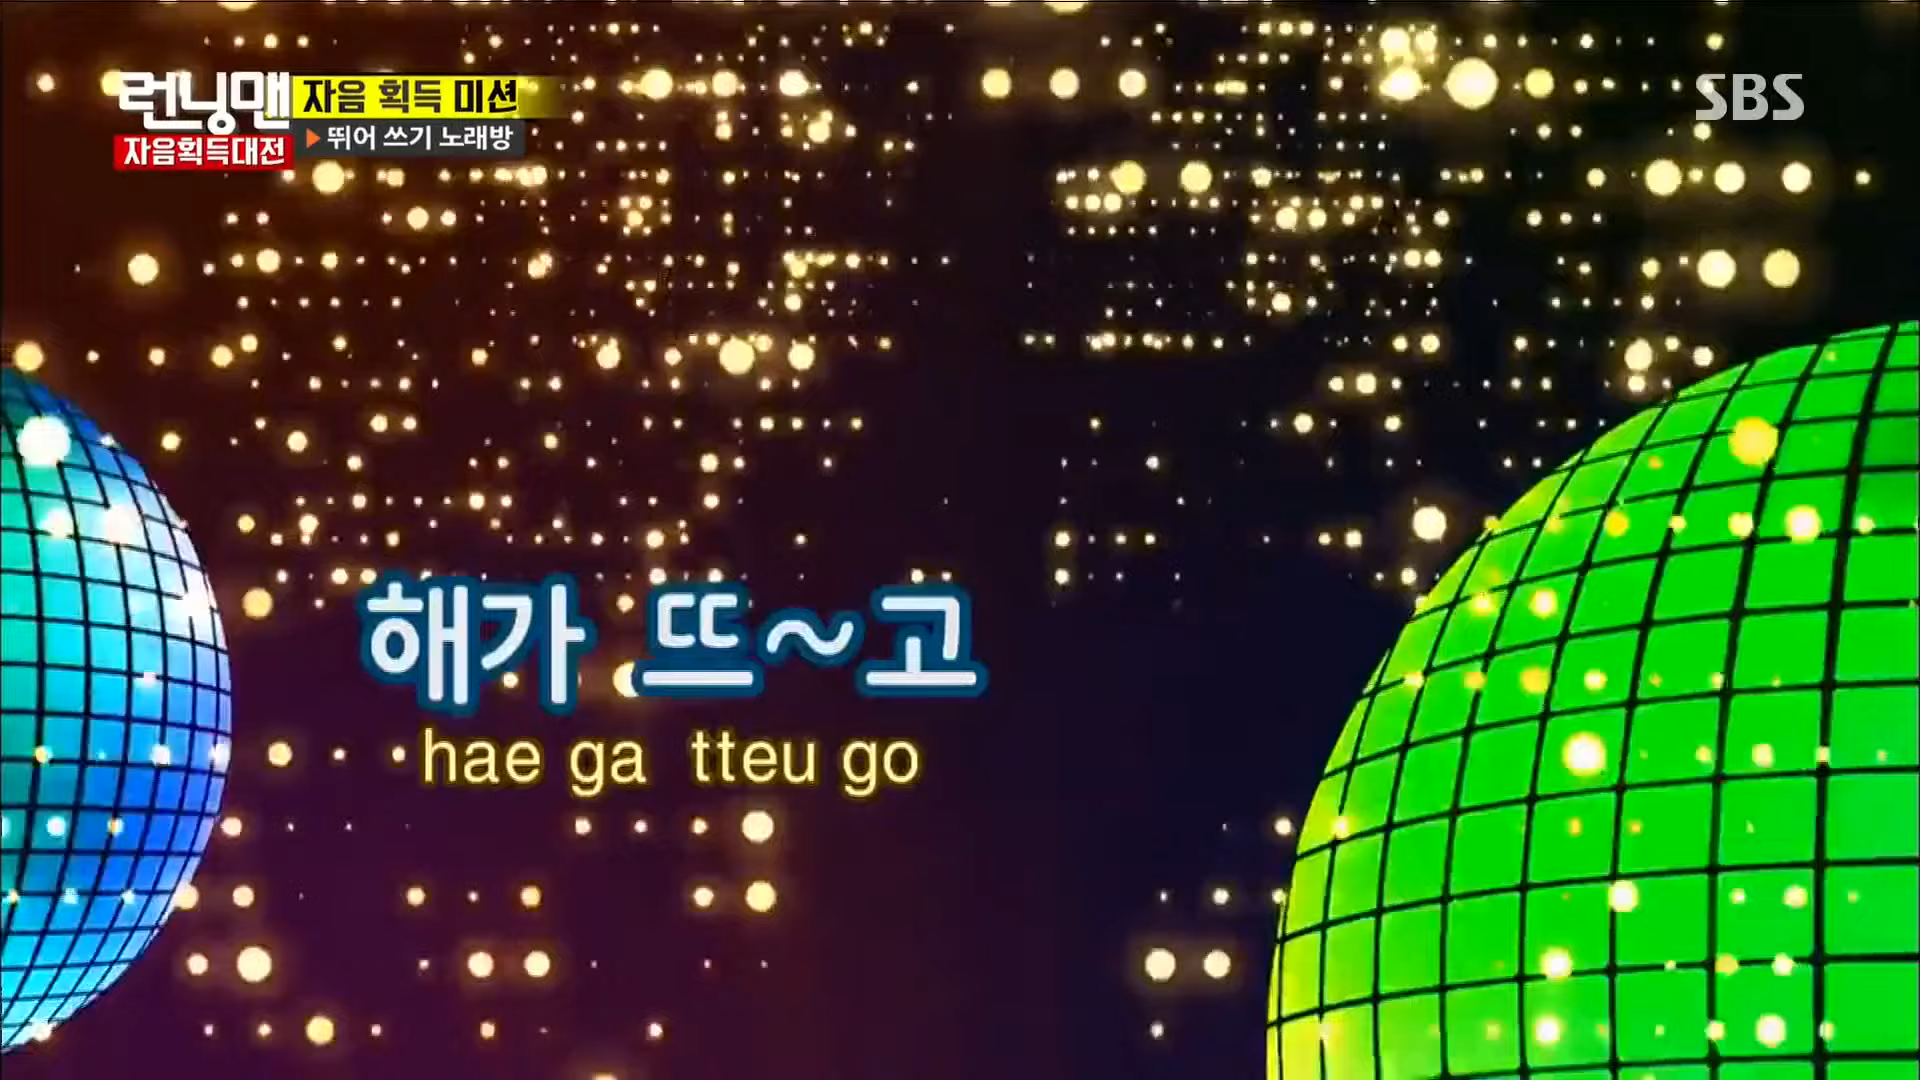 런닝맨
자음획득대전
자음 획득 미션
▶뛰어 쓰기 노래방
SBS
해가 뜨~고
hae ga tteu go